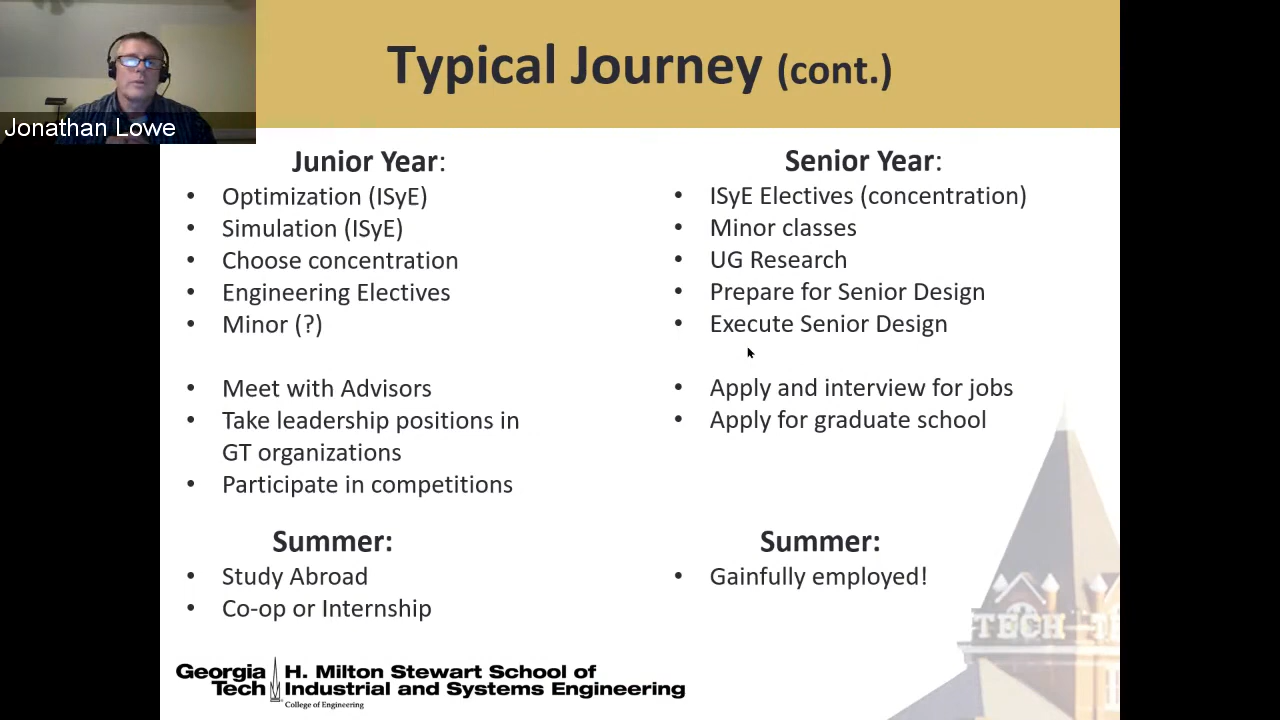 Typical Journey (cont.)
Jonathan Lowe
Junior Year:
• Optimization (ISyE)
• Simulation (ISyE)
• Choose concentration
• Engineering Electives
• Minor (?)
• Meet with Advisors
• Take leadership positions in
GT organizations
• Participate in competitions
Summer:
• Study Abroad
• Co-op or Internship
Senior Year:
• ISyE Electives (concentration)
• Minor classes
• UG Research
• Prepare for Senior Design
• Execute Senior Design
• Apply and interview for jobs
• Apply for graduate school
Summer:
• Gainfully employed!
TECH
Georgia
Tech
H. Milton Stewart School of
Industrial and Systems Engineering
College of Engineering